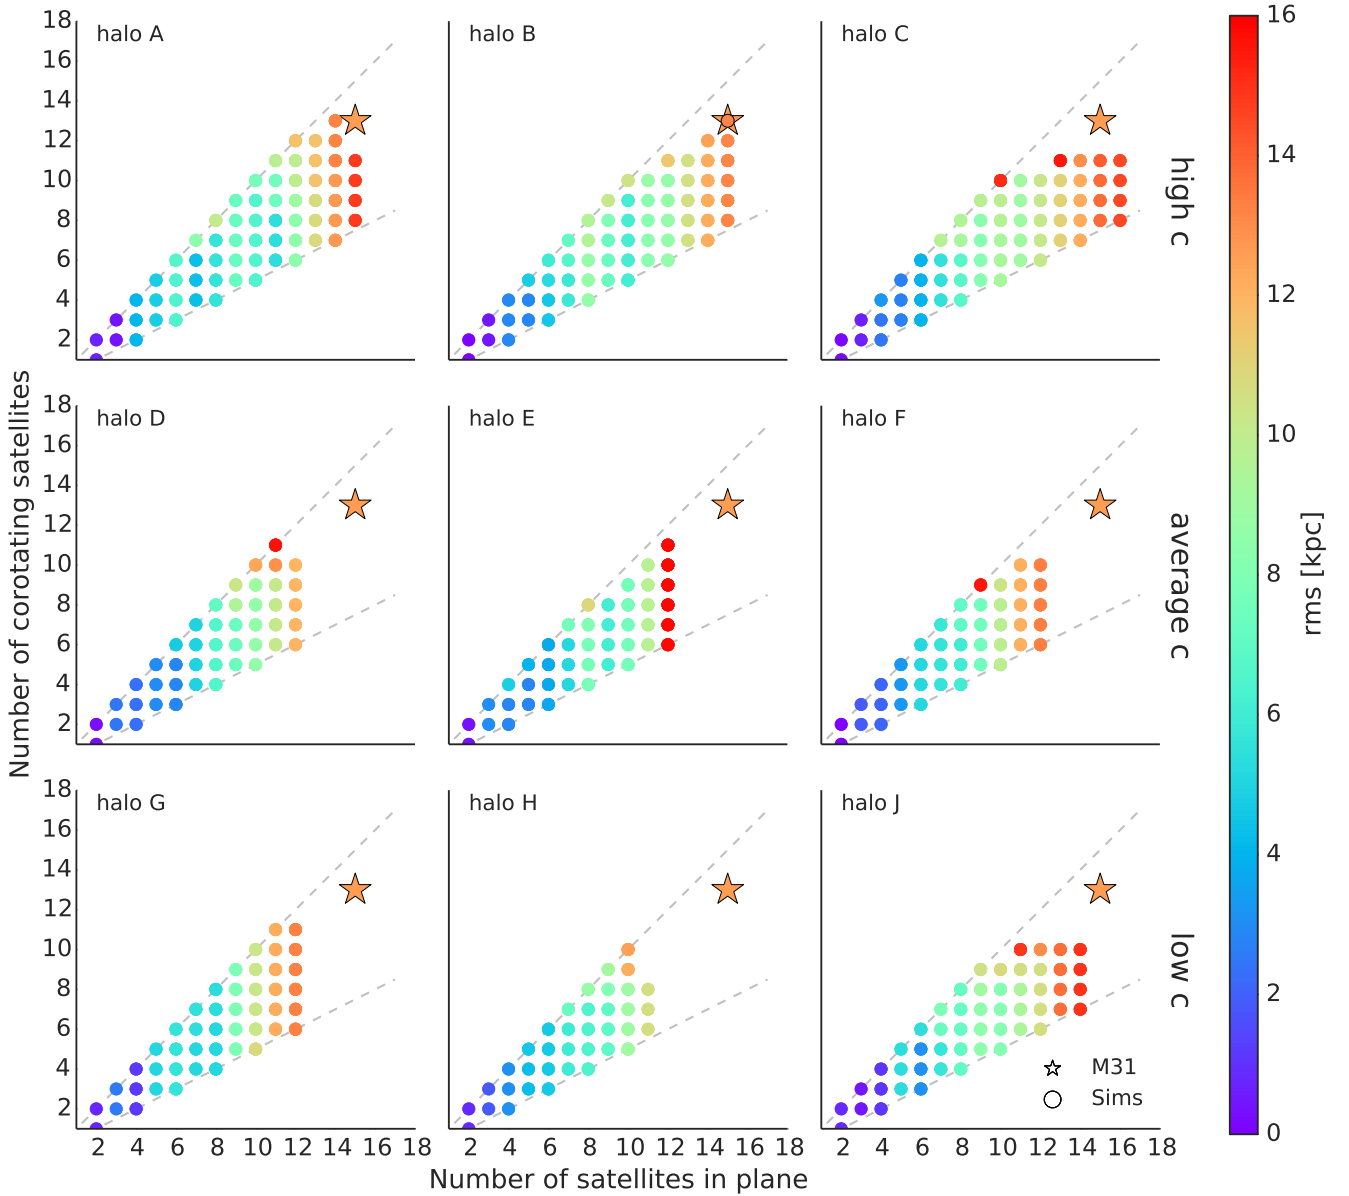 halo A
halo B
halo C
high c
18
16
14
12
10
8
6
4
2
halo D
halo E
halo F
average c
18
16
14
12
10
8
6
4
2
halo G
halo H
halo J
low c
18
16
14
12
10
8
6
4
2
M31
Sims
2 4 6 8 10 12 14 16 18
2 4 6 8 10 12 14 16 18
2 4 6 8 10 12 14 16 18
Number of satellites in plane
Number of corotating satellites
16
14
12
10
8
6
4
2
0
rms [kpc]